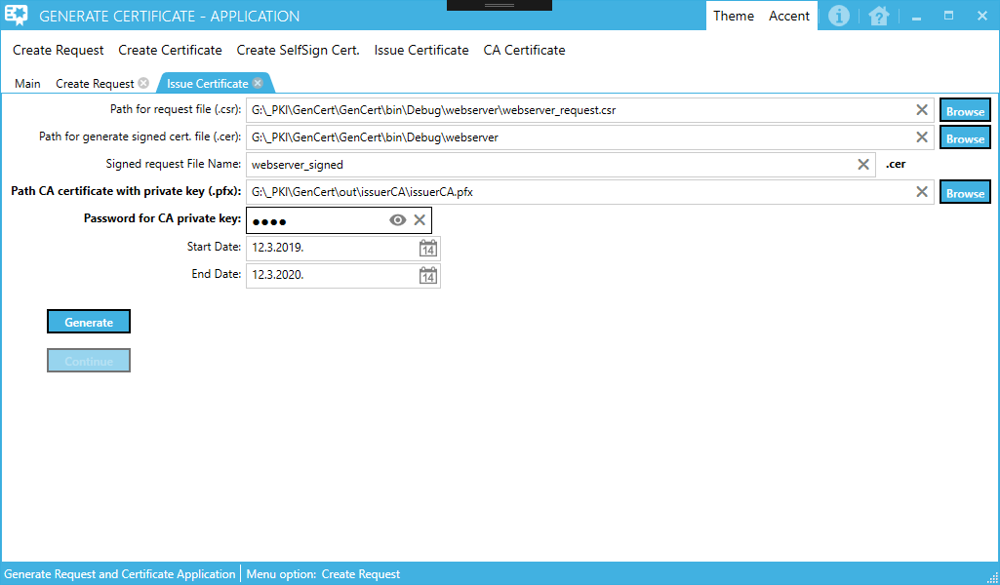 GENERATE CERTIFICATE - APPLICATION
Theme Accent
Create Request Create Certificate Create SelfSign Cert. Issue Certificate CA Certificate
Main Create Request Issue Certificate
Path for request file (.csr): G:\_PKI\GenCert\GenCert\bin\Debug\webserver\webserver_request.csr Browse
Path for generate signed cert. file (.cer): G:\_PKI\GenCert\GenCert\bin\Debug\webserver Browse
Signed request File Name: webserver_signed .cer
Path CA certificate with private key (.pfx): G:\_PKI\GenCert\out\issuerCA\issuerCA.pfx Browse
Password for CA private key: ●●●●
Start Date: 12.3.2019. 14
End Date: 12.3.2020. 14
Generate
Continue
Generate Request and Certificate Application Menu option: Create Request